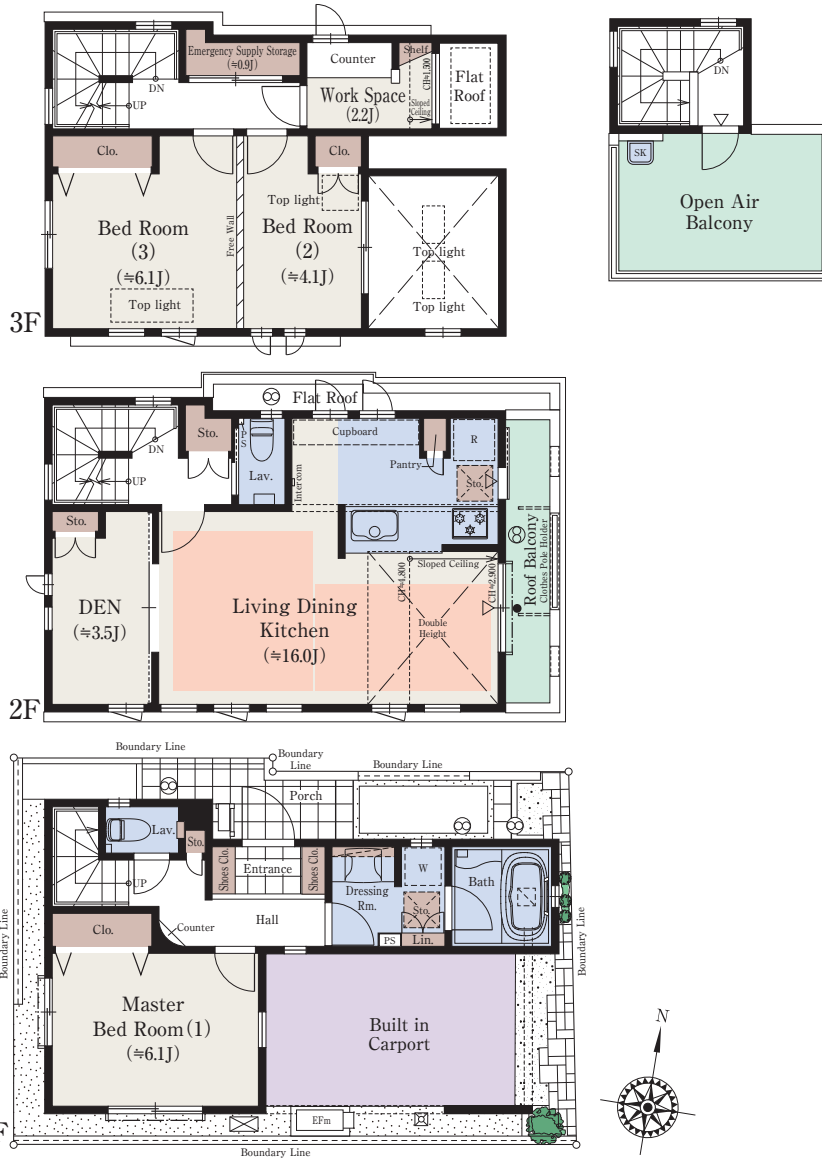 Emergency Supply Storage
(≒0.9J)
Counter
Shelf
CH≒1,300
Sloped
Ceiling
Flat
Roof
DN
UP
Work Space
(2.2J)
Clo.
Clo.
Top light
Free Wall
Bed Room
(3)
(≒6.1J)
Bed Room
(2)
(≒4.1J)
Top light
Top light
Top light
3F
DN
SK
Open Air
Balcony
Flat Roof
Sto.
PS
Lav.
Cupboard
R
DN
UP
Intercom
Pantry
Sto.
Sto.
Sloped Ceiling
CH≒4,800
CH≒2,900
Roof Balcony
Clothes Pole Holder
DEN
(≒3.5J)
Living Dining
Kitchen
(≒16.0J)
Double
Height
2F
Boundary Line
Boundary
Line
Boundary Line
Porch
Lav.
Sto.
Shoes Clo.
Entrance
Shoes Clo.
W
Bath
UP
Dressing
Rm.
Sto.
Counter
Hall
PS
Lin.
Clo.
Boundary Line
Boundary Line
Master
Bed Room(1)
(≒6.1J)
Built in
Carport
N
EFm
F
Boundary Line